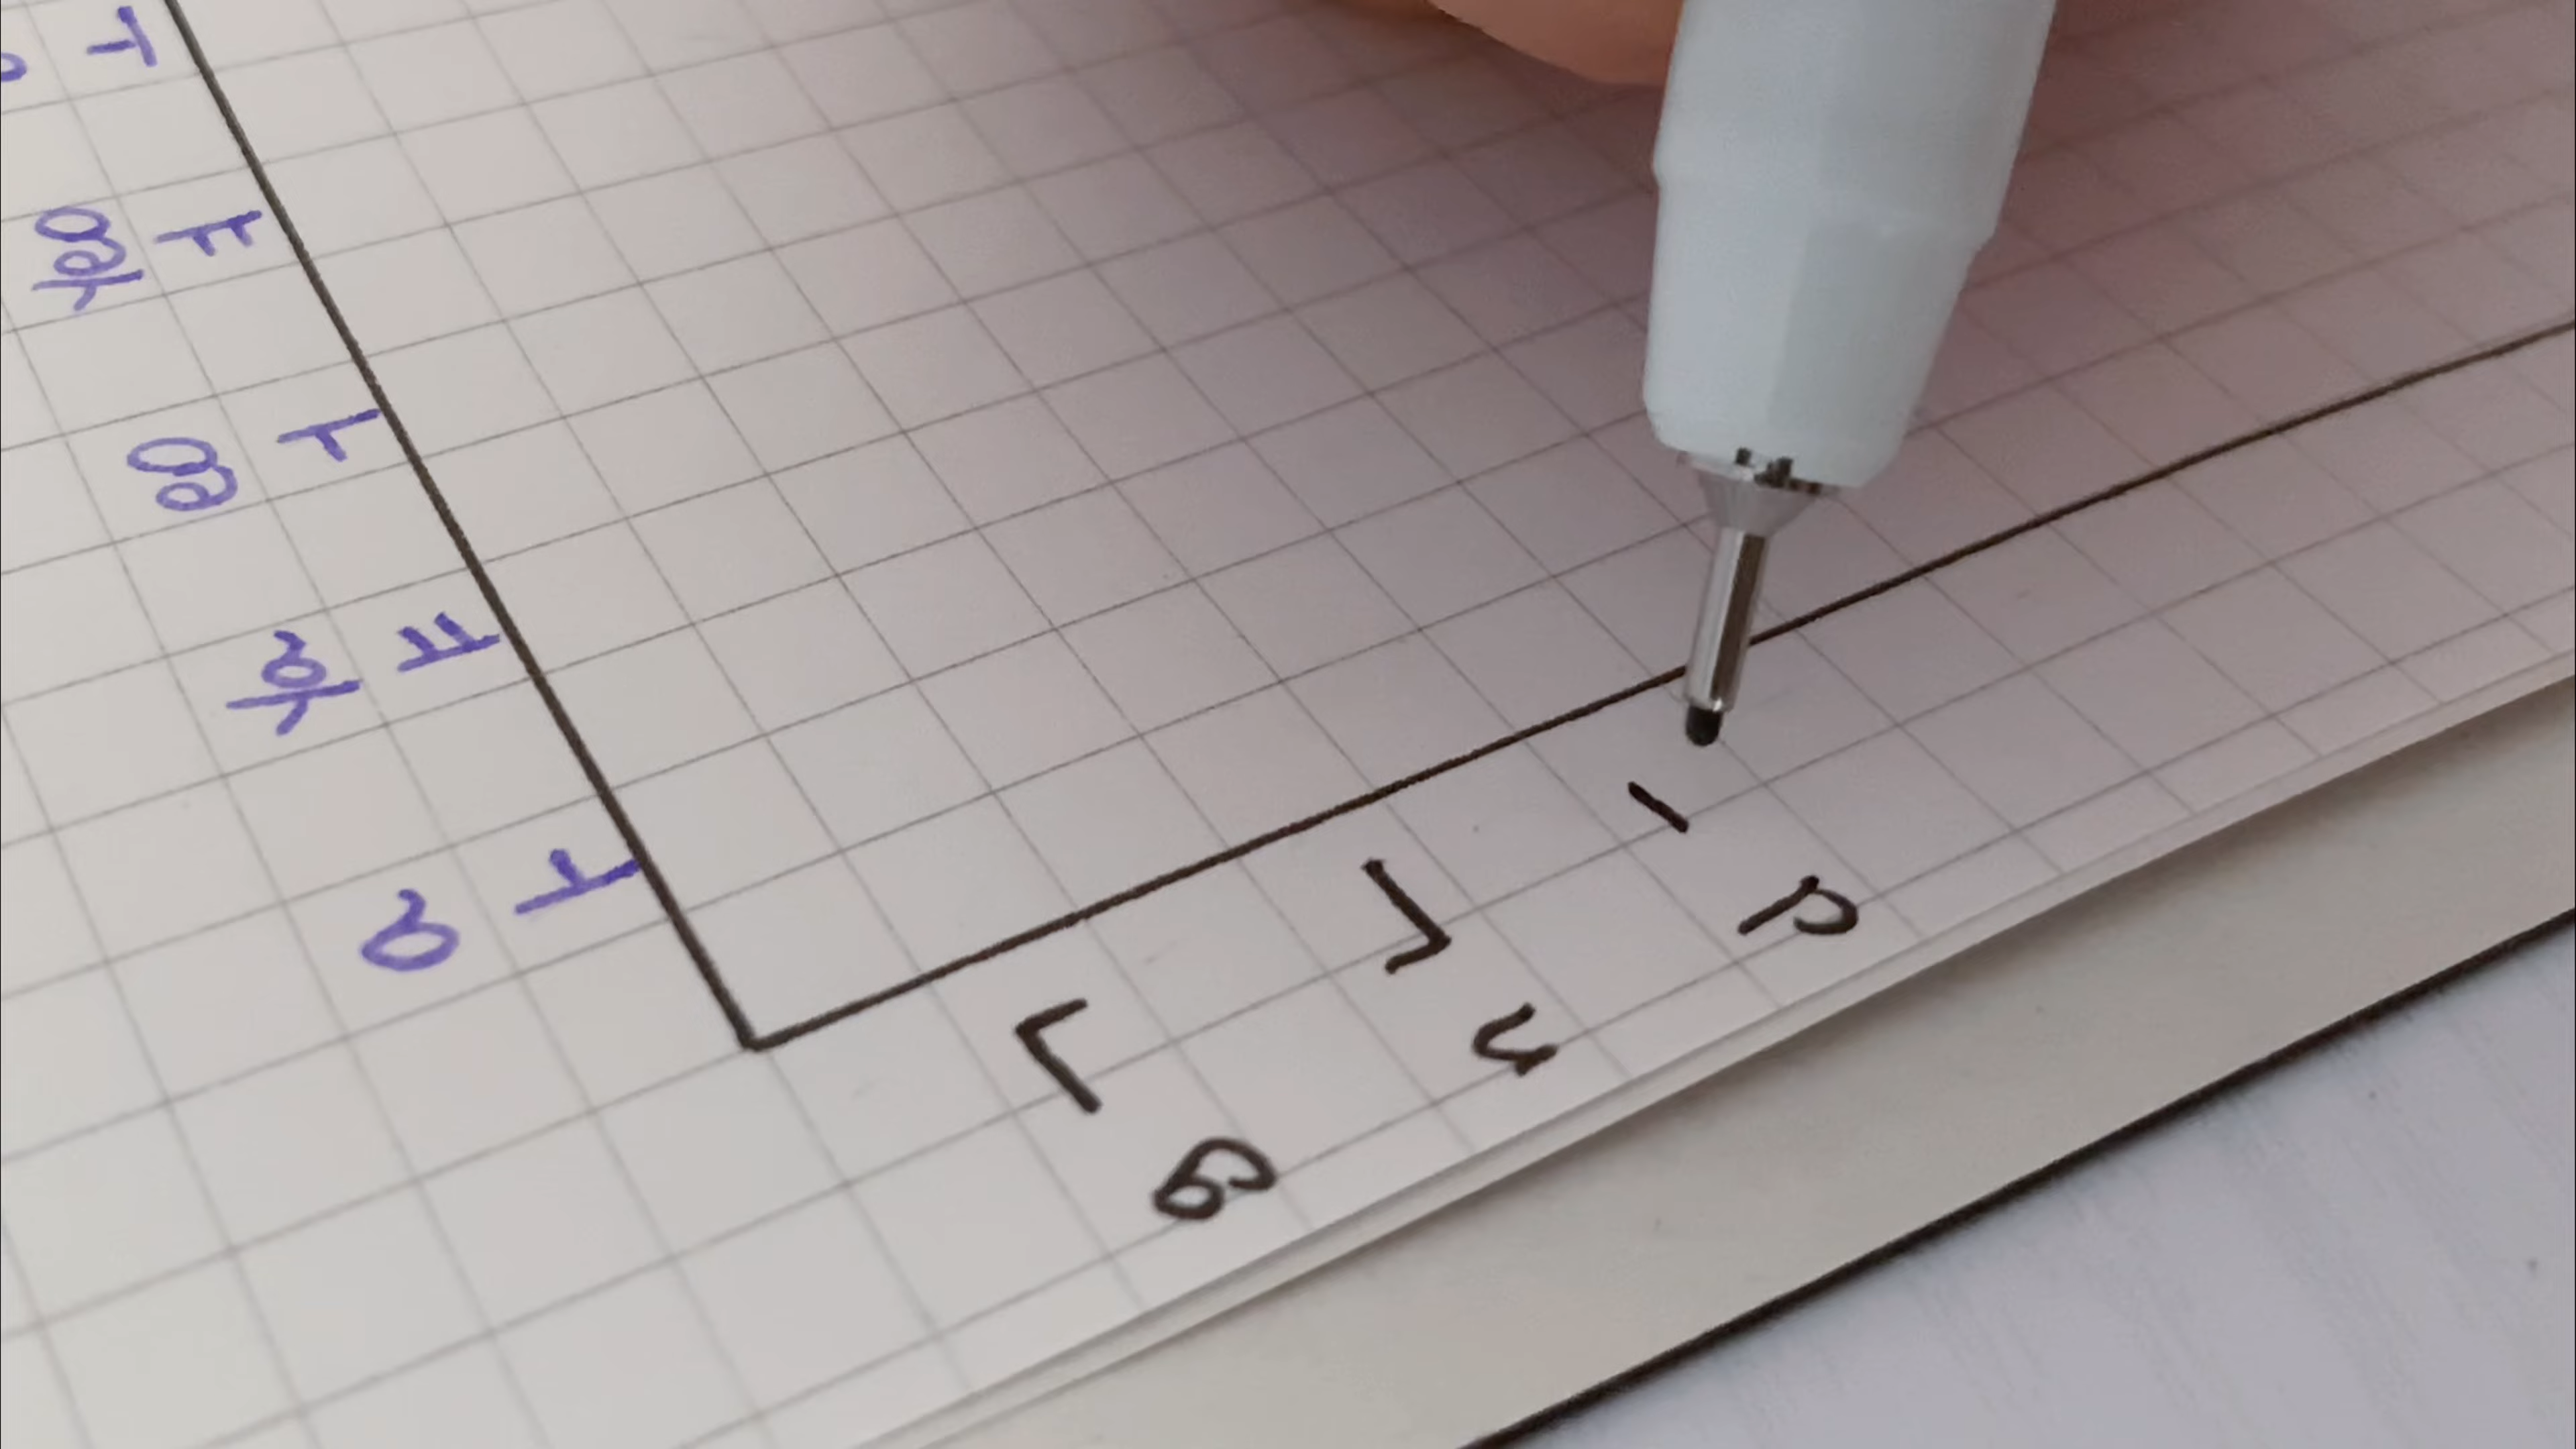 a ya eo yeo o
ㅏ ㅑ ㅓ ㅕ ㅗ
g ㄱ
n ㄴ
d